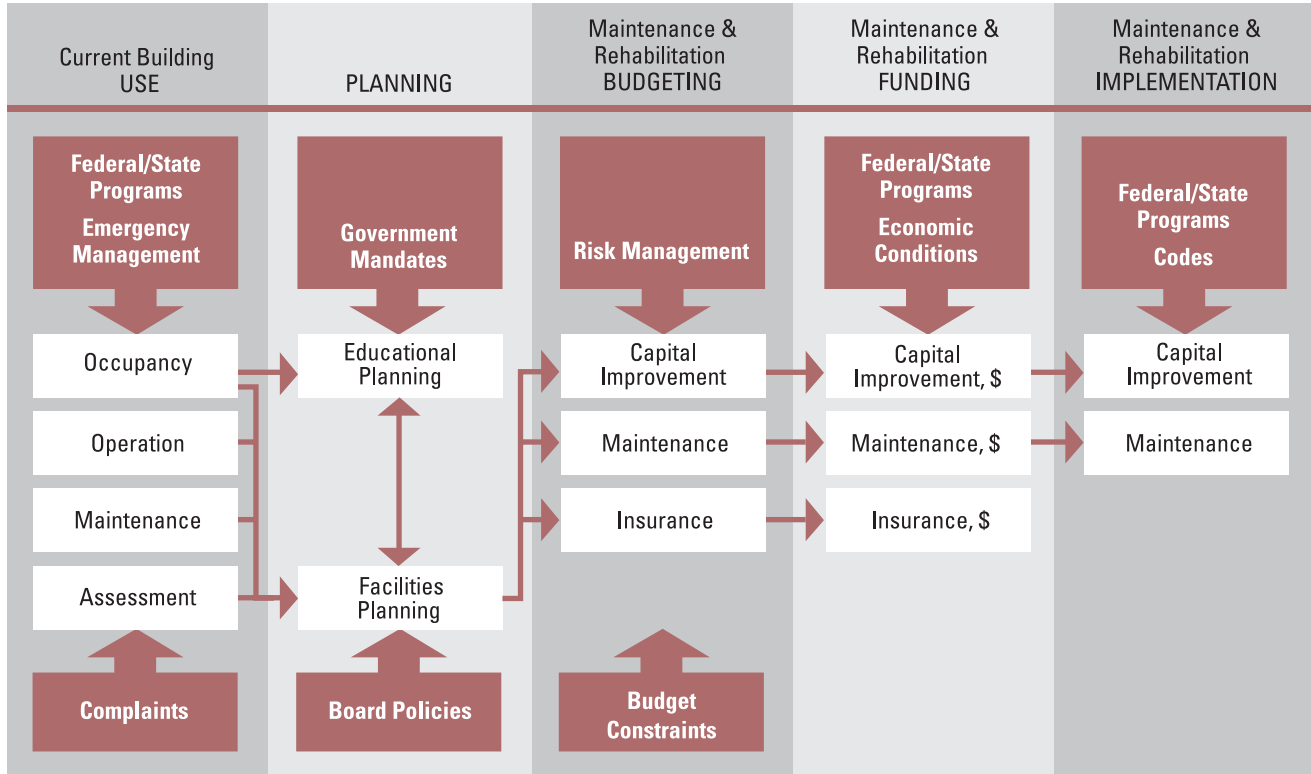 Current Building
USE
PLANNING
Maintenance &
Rehabilitation
BUDGETING
Maintenance &
Rehabilitation
FUNDING
Maintenance &
Rehabilitation
IMPLEMENTATION
Federal/State
Programs
Emergency
Management
Government
Mandates
Risk Management
Federal/State
Programs
Economic
Conditions
Federal/State
Programs
Codes
Occupancy
Operation
Maintenance
Assessment
Educational
Planning
Facilities
Planning
Capital
Improvement
Maintenance
Insurance
Capital
Improvement, $
Maintenance, $
Insurance, $
Capital
Improvement
Maintenance
Complaints
Board Policies
Budget
Constraints